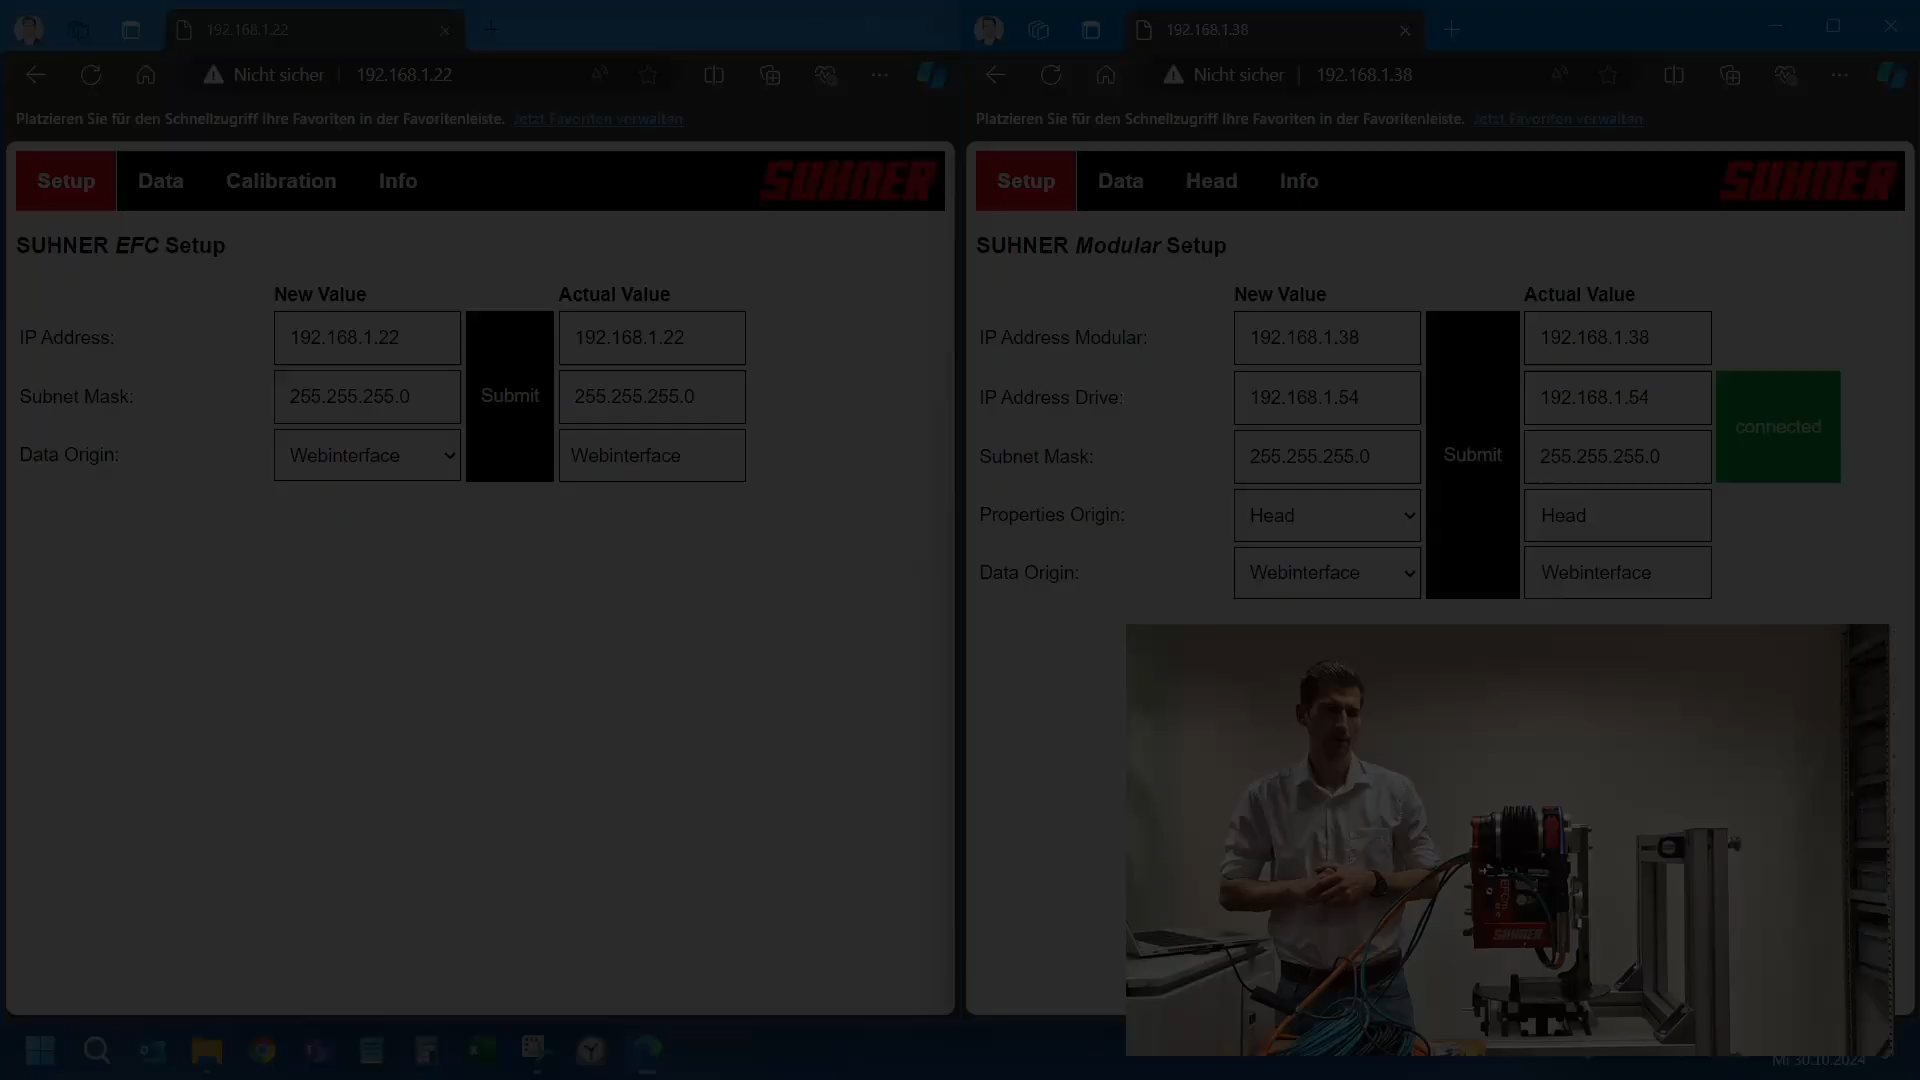 192.168.1.22
Nicht sicher 192.168.1.22
Platzieren Sie für den Schnellzugriff Ihre Favoriten in der Favoritenleiste. Jetzt Favoriten verwalten
Setup Data Calibration Info SUHNER
SUHNER EFC Setup
New Value Actual Value
IP Address: 192.168.1.22 192.168.1.22
Subnet Mask: 255.255.255.0 Submit 255.255.255.0
Data Origin: Webinterface Webinterface
192.168.1.38
Nicht sicher 192.168.1.38
Platzieren Sie für den Schnellzugriff Ihre Favoriten in der Favoritenleiste. Jetzt Favoriten verwalten
Setup Data Head Info SUHNER
SUHNER Modular Setup
New Value Actual Value
IP Address Modular: 192.168.1.38 192.168.1.38
IP Address Drive: 192.168.1.54 192.168.1.54
connected
Subnet Mask: 255.255.255.0 Submit 255.255.255.0
Properties Origin: Head Head
Data Origin: Webinterface Webinterface
SUHNER
Mi 30.10.2024